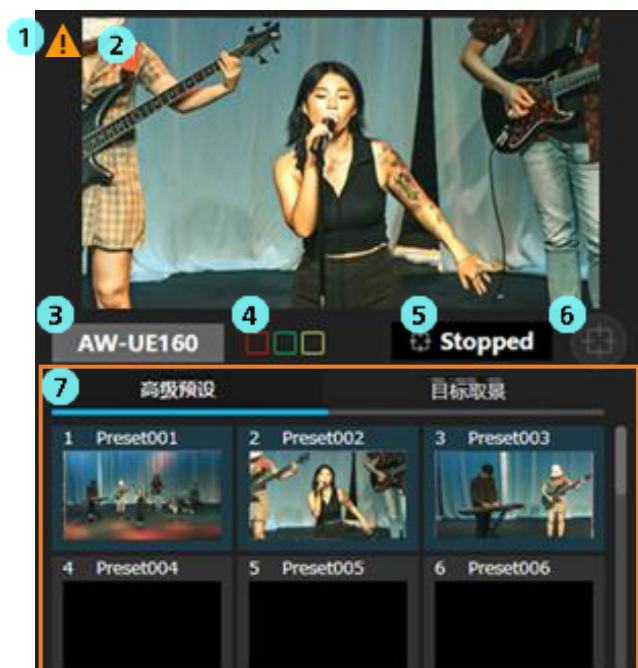 1
2
3
AW-UE160
4
5
Stopped
6
7
高级预设
目标取景
1 Preset001
2 Preset002
3 Preset003
4 Preset004
5 Preset005
6 Preset006